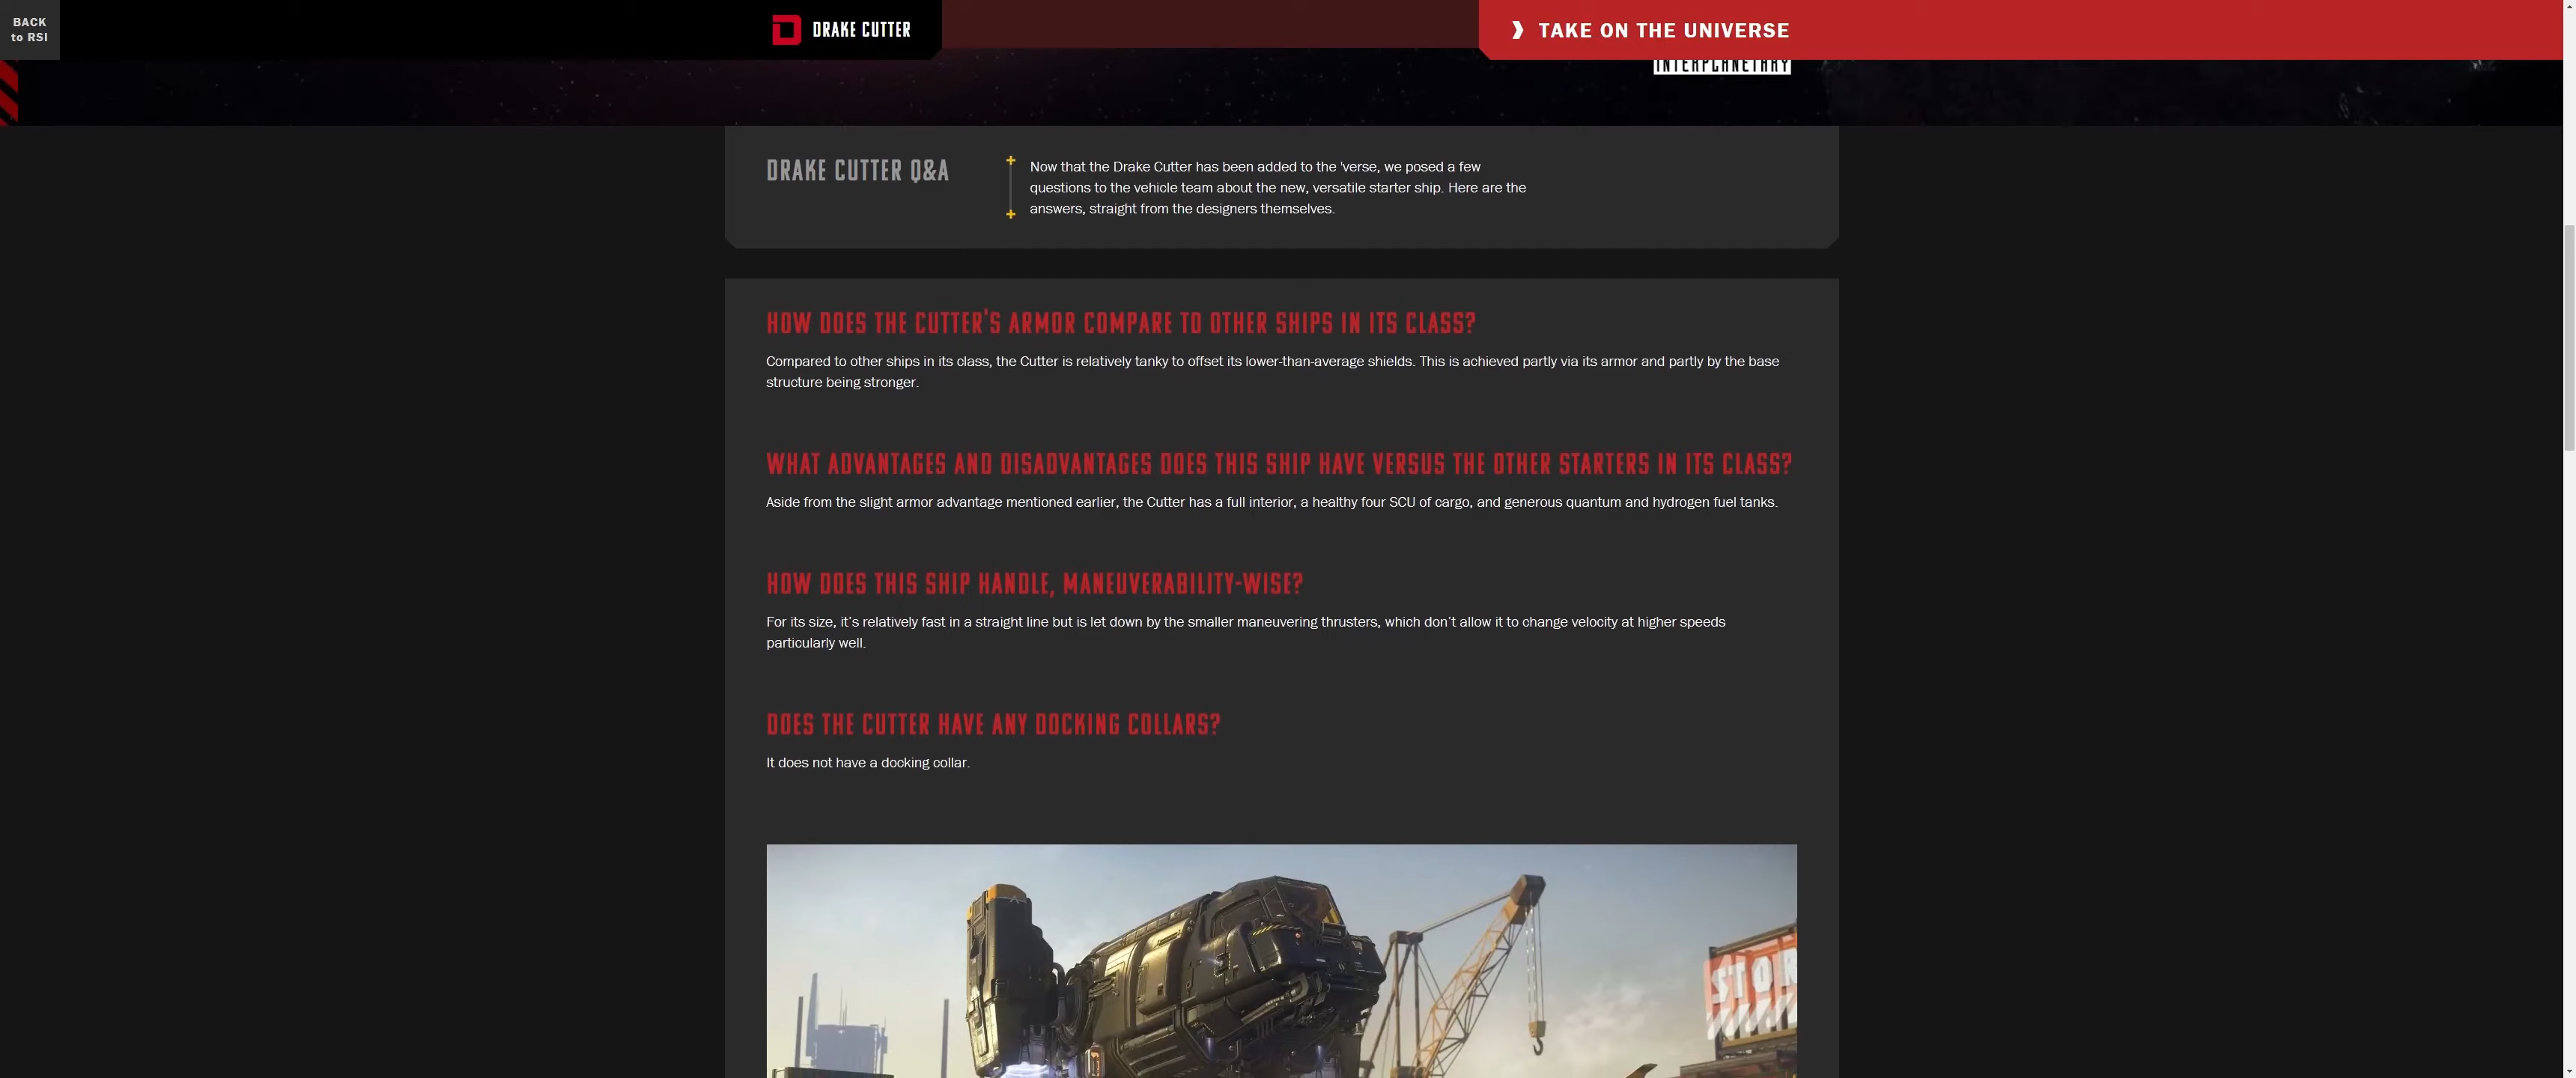 BACK
to RSI
DRAKE CUTTER
TAKE ON THE UNIVERSE
INTERPLANETARY
DRAKE CUTTER Q&A
Now that the Drake Cutter has been added to the 'verse, we posed a few
questions to the vehicle team about the new, versatile starter ship. Here are the
answers, straight from the designers themselves.
HOW DOES THE CUTTER'S ARMOR COMPARE TO OTHER SHIPS IN ITS CLASS?
Compared to other ships in its class, the Cutter is relatively tanky to offset its lower-than-average shields. This is achieved partly via its armor and partly by the base
structure being stronger.
WHAT ADVANTAGES AND DISADVANTAGES DOES THIS SHIP HAVE VERSUS THE OTHER STARTERS IN ITS CLASS?
Aside from the slight armor advantage mentioned earlier, the Cutter has a full interior, a healthy four SCU of cargo, and generous quantum and hydrogen fuel tanks.
HOW DOES THIS SHIP HANDLE, MANEUVERABILITY-WISE?
For its size, it's relatively fast in a straight line but is let down by the smaller maneuvering thrusters, which don't allow it to change velocity at higher speeds
particularly well.
DOES THE CUTTER HAVE ANY DOCKING COLLARS?
It does not have a docking collar.
STOR